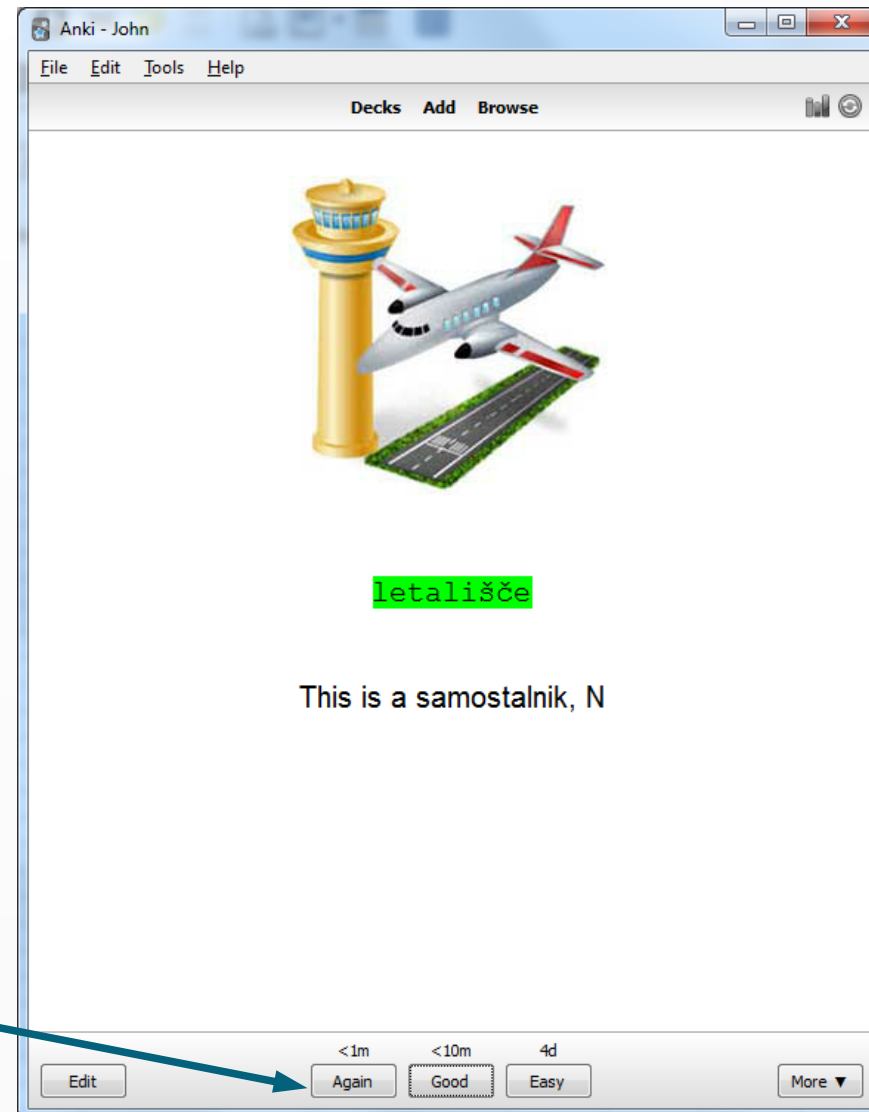 Anki - John
File Edit Tools Help
Decks Add Browse
letališče
This is a samostalnik, N
<1m <10m 4d
Edit Again Good Easy More ▼